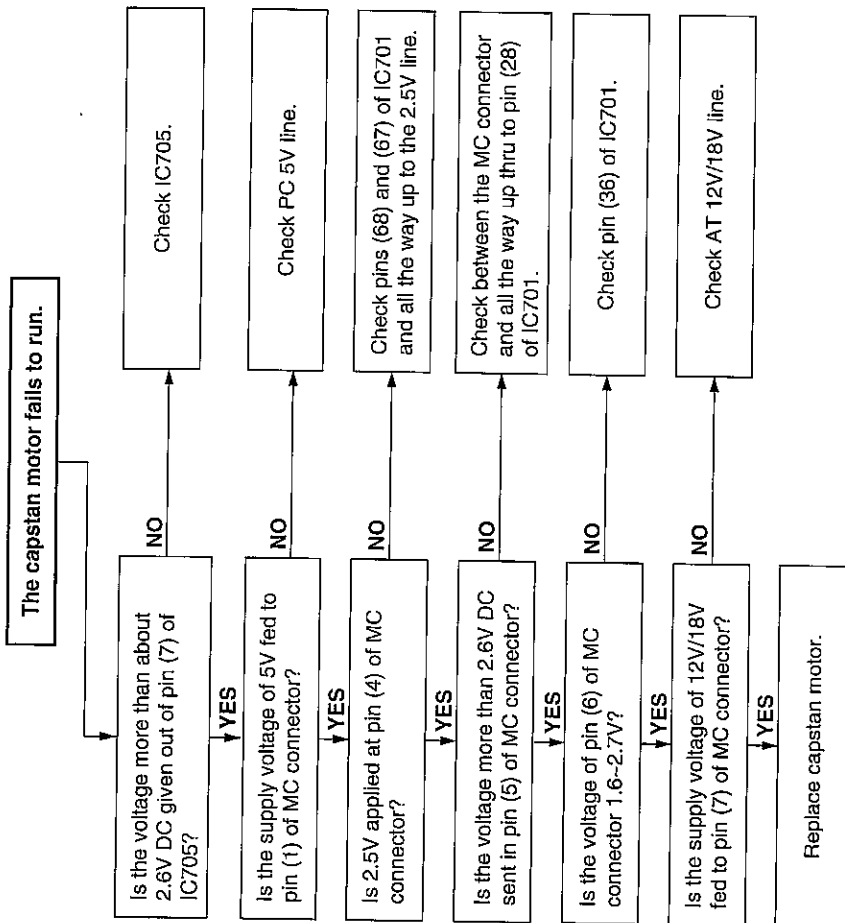 The capstan motor fails to run.
Is the voltage more than about
2.6V DC given out of pin (7) of
IC705?
NO
Check IC705.
YES
Is the supply voltage of 5V fed to
pin (1) of MC connector?
NO
Check PC 5V line.
YES
Is 2.5V applied at pin (4) of MC
connector?
NO
Check pins (68) and (67) of IC701
and all the way up to the 2.5V line.
YES
Is the voltage more than 2.6V DC
sent in pin (5) of MC connector?
NO
Check between the MC connector
and all the way up thru to pin (28)
of IC701.
YES
Is the voltage of pin (6) of MC
connector 1.6~2.7V?
NO
Check pin (36) of IC701.
YES
Is the supply voltage of 12V/18V
fed to pin (7) of MC connector?
NO
Check AT 12V/18V line.
YES
Replace capstan motor.